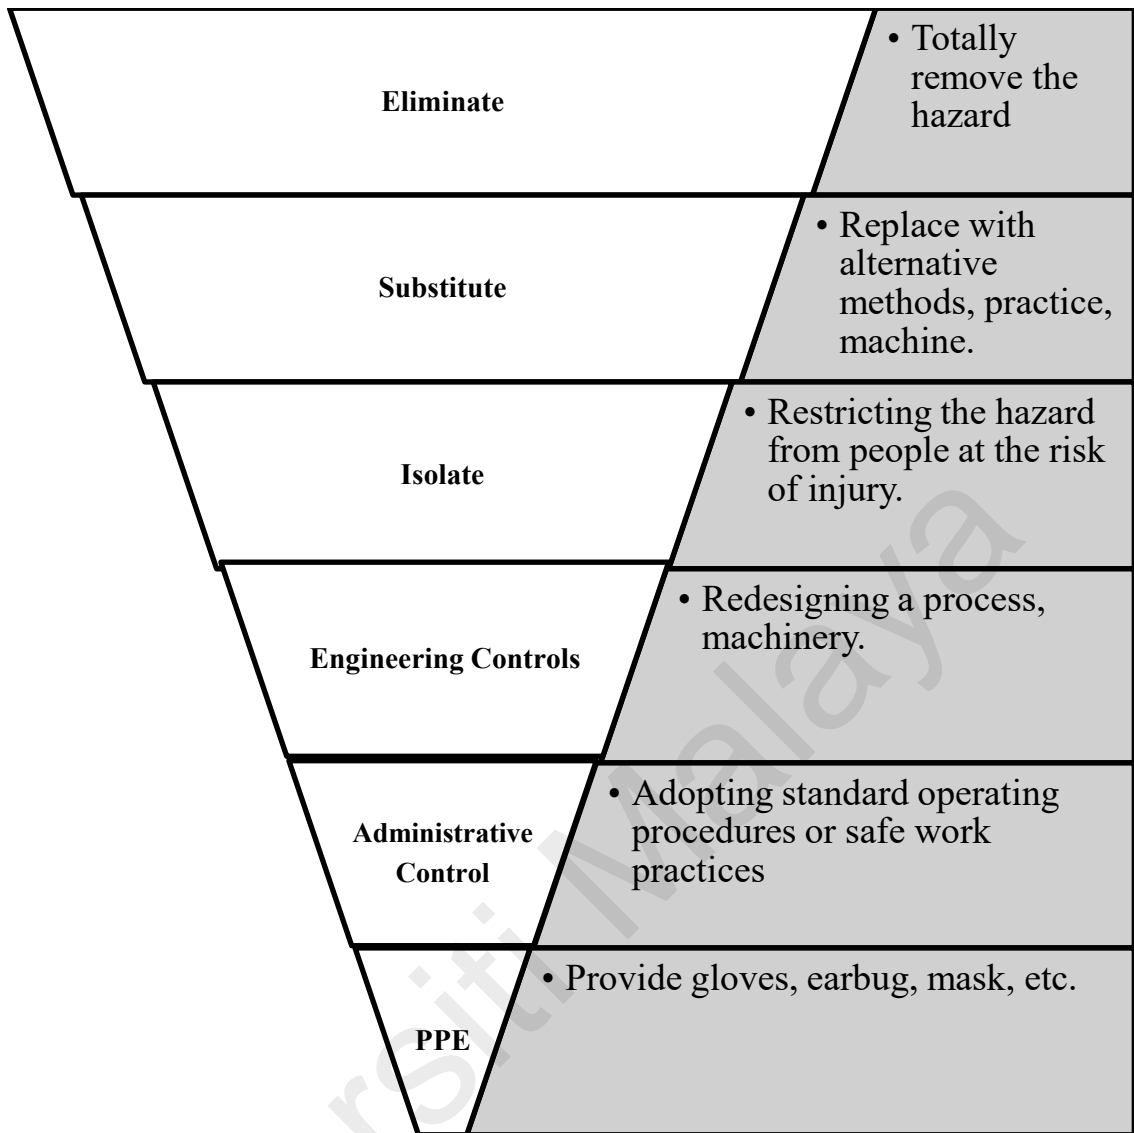 Eliminate
• Totally
remove the
hazard
Substitute
• Replace with
alternative
methods, practice,
machine.
Isolate
• Restricting the hazard
from people at the risk
of injury.
Engineering Controls
• Redesigning a process,
machinery.
Administrative
Control
• Adopting standard operating
procedures or safe work
practices
PPE
• Provide gloves, earbug, mask, etc.
rsiti Malaya